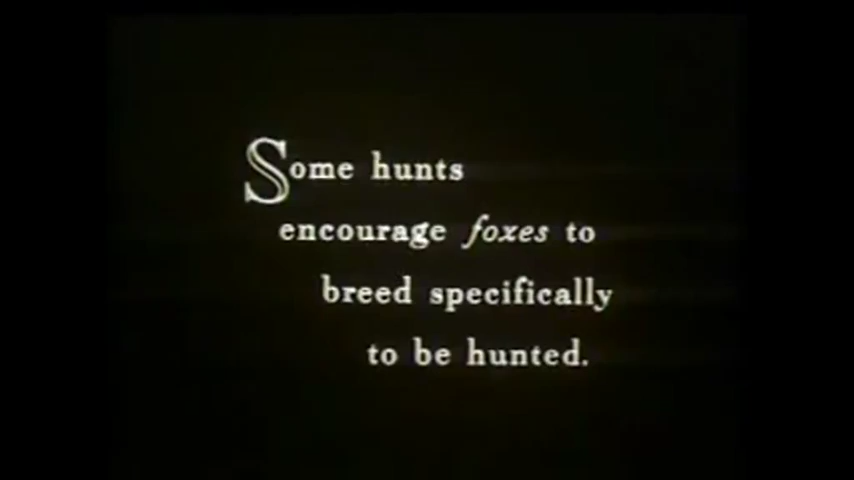 Some hunts
encourage foxes to
breed specifically
to be hunted.